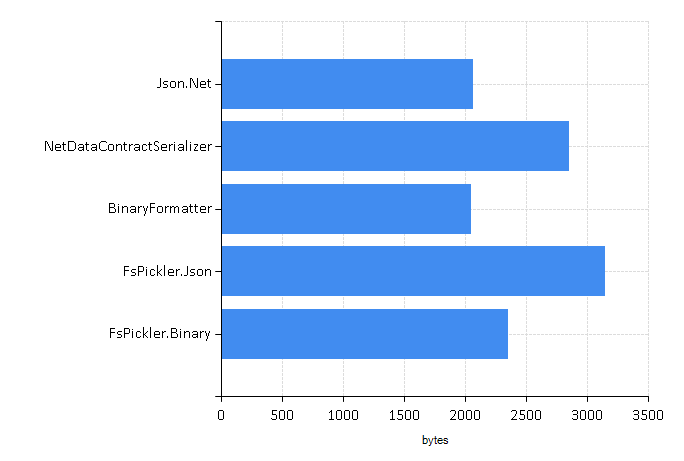 Json.Net
NetDataContractSerializer
BinaryFormatter
FsPickler.Json
FsPickler.Binary
0 500 1000 1500 2000 2500 3000 3500
bytes